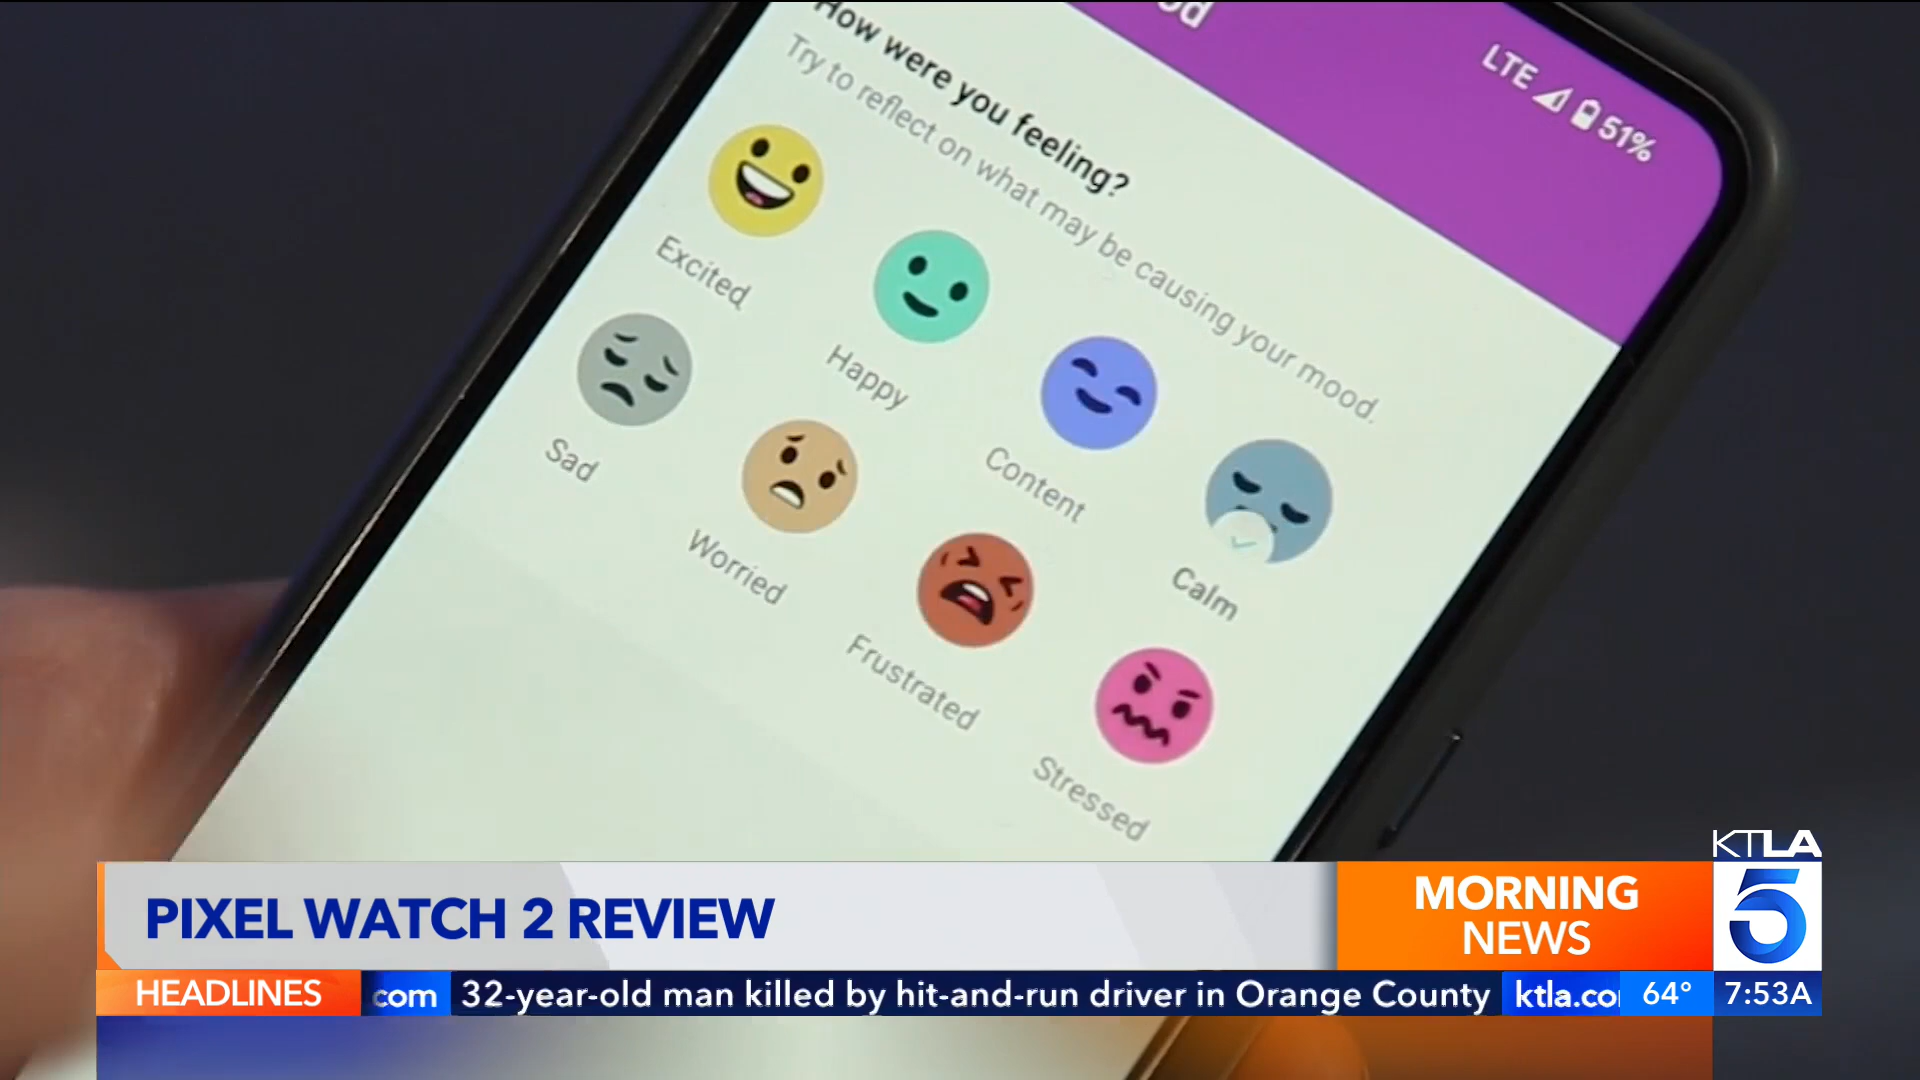 LTE 51%
How were you feeling?
Try to reflect on what may be causing your mood.
Excited
Happy
Content
Calm
Sad
Worried
Frustrated
Stressed
PIXEL WATCH 2 REVIEW
MORNING
NEWS
KTLA
5
HEADLINES
com 32-year-old man killed by hit-and-run driver in Orange County ktla.co
64° 7:53A